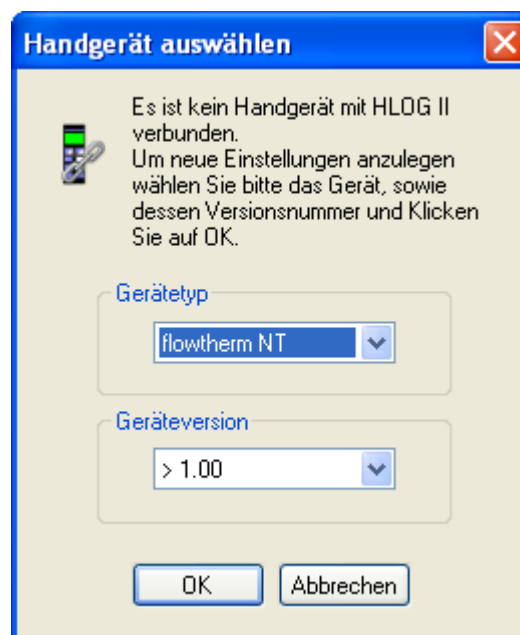 Handgerät auswählen
Es ist kein Handgerät mit HLOG II
verbunden.
Um neue Einstellungen anzulegen
wählen Sie bitte das Gerät, sowie
dessen Versionsnummer und Klicken
Sie auf OK.
Gerätetyp
flowtherm NT
Geräteversion
> 1.00
OK
Abbrechen